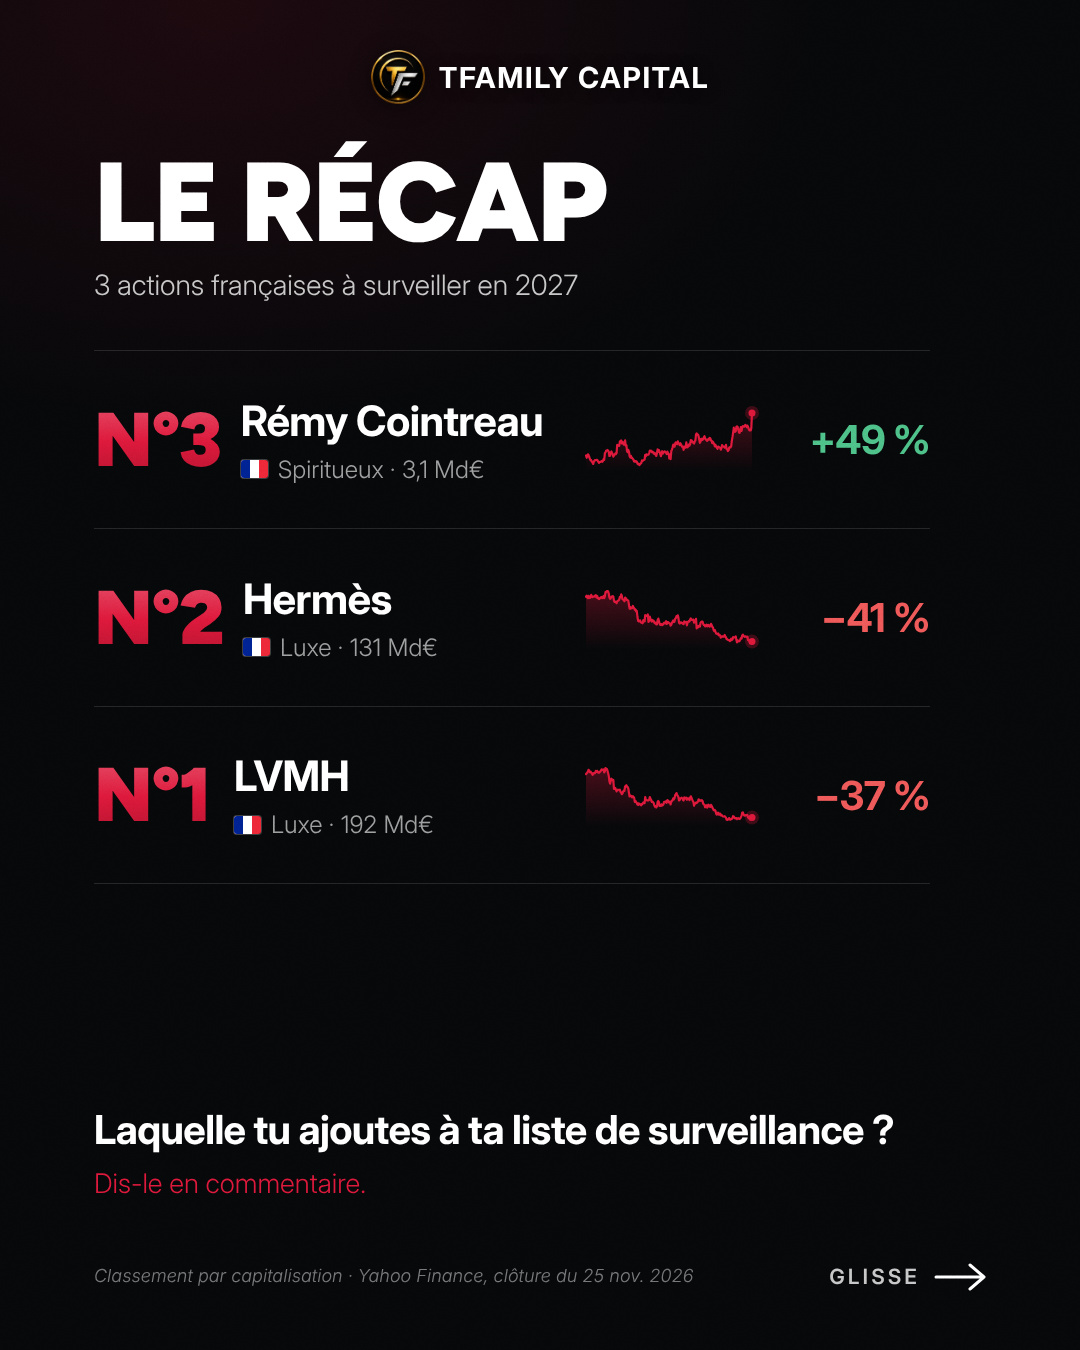 TF TFAMILY CAPITAL
LE RÉCAP
3 actions françaises à surveiller en 2027
N°3 Rémy Cointreau +49 %
Spiritueux · 3,1 Md€
N°2 Hermès −41 %
Luxe · 131 Md€
N°1 LVMH −37 %
Luxe · 192 Md€
Laquelle tu ajoutes à ta liste de surveillance ?
Dis-le en commentaire.
Classement par capitalisation · Yahoo Finance, clôture du 25 nov. 2026
GLISSE